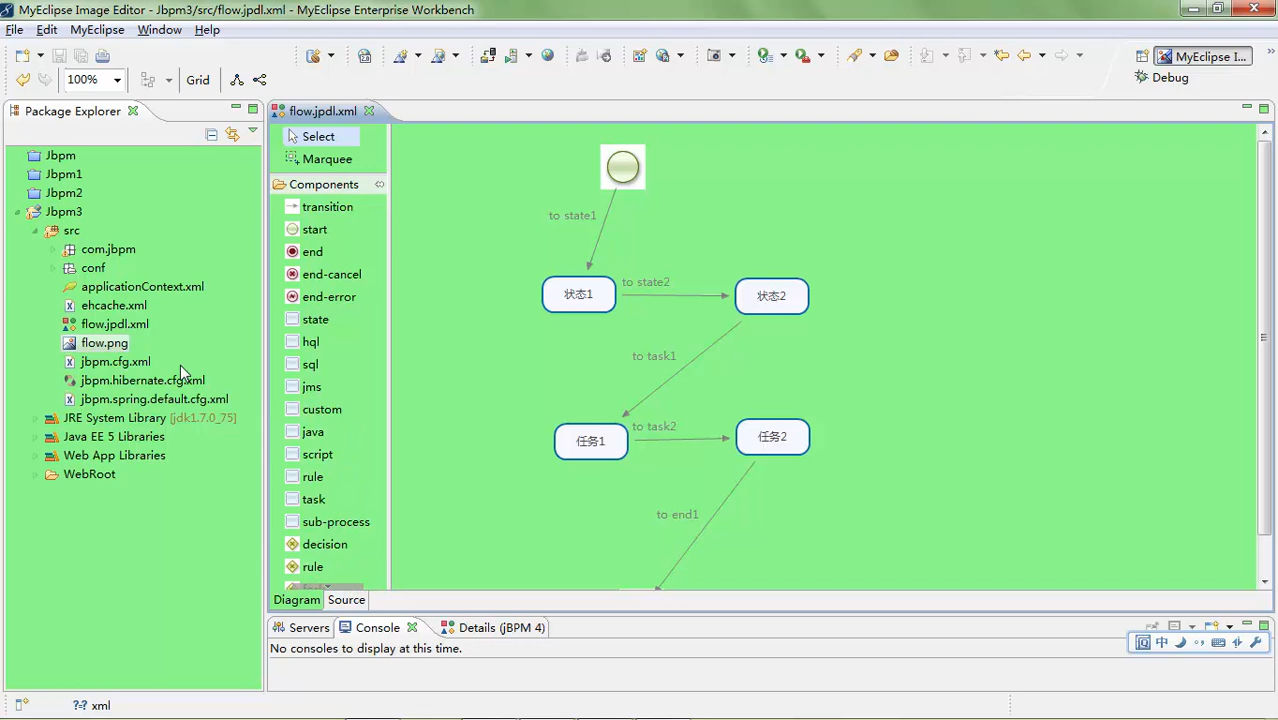 MyEclipse Image Editor - Jbpm3/src/flow.jpdl.xml - MyEclipse Enterprise Workbench
File Edit MyEclipse Window Help
MyEclipse I...
100% Grid
Debug
Package Explorer
flow.jpdl.xml
Jbpm
Jbpm1
Jbpm2
Jbpm3
src
com.jbpm
conf
applicationContext.xml
ehcache.xml
flow.jpdl.xml
flow.png
jbpm.cfg.xml
jbpm.hibernate.cfg.xml
jbpm.spring.default.cfg.xml
JRE System Library [jdk1.7.0_75]
Java EE 5 Libraries
Web App Libraries
WebRoot
Select
Marquee
Components
transition
start
end
end-cancel
end-error
state
hql
sql
jms
custom
java
script
rule
task
sub-process
decision
rule
to state1
状态1
to state2
状态2
to task1
任务1
to task2
任务2
to end1
Diagram Source
Servers Console Details (jBPM 4)
No consoles to display at this time.
中
?-? xml